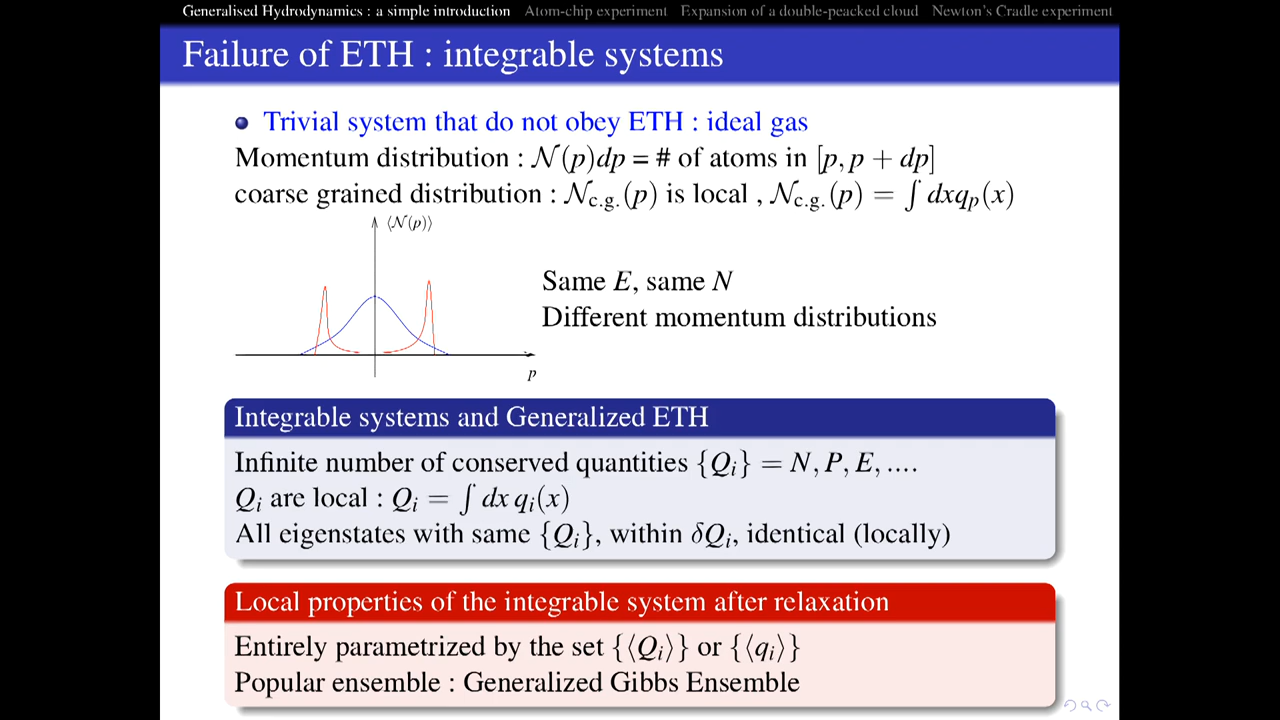 Generalised Hydrodynamics : a simple introduction Atom-chip experiment Expansion of a double-peacked cloud Newton's Cradle experiment
Failure of ETH : integrable systems
Trivial system that do not obey ETH : ideal gas
Momentum distribution : 𝒩(p)dp = # of atoms in [p, p + dp]
coarse grained distribution : 𝒩c.g.(p) is local , 𝒩c.g.(p) = ∫ dxqₚ(x)
⟨𝒩(p)⟩
Same E, same N
Different momentum distributions
p
Integrable systems and Generalized ETH
Infinite number of conserved quantities {Qᵢ} = N, P, E, ....
Qᵢ are local : Qᵢ = ∫ dx qᵢ(x)
All eigenstates with same {Qᵢ}, within δQᵢ, identical (locally)
Local properties of the integrable system after relaxation
Entirely parametrized by the set {⟨Qᵢ⟩} or {⟨qᵢ⟩}
Popular ensemble : Generalized Gibbs Ensemble